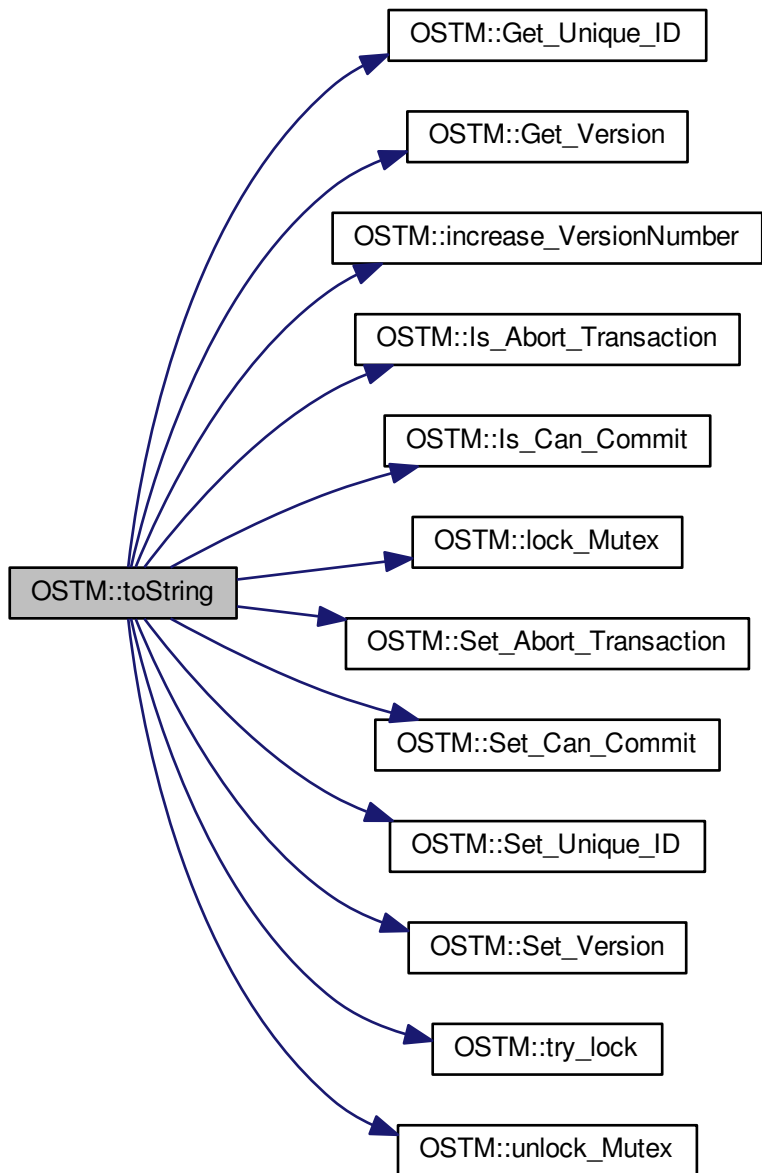 OSTM::Get_Unique_ID
OSTM::Get_Version
OSTM::increase_VersionNumber
OSTM::Is_Abort_Transaction
OSTM::Is_Can_Commit
OSTM::lock_Mutex
OSTM::toString
OSTM::Set_Abort_Transaction
OSTM::Set_Can_Commit
OSTM::Set_Unique_ID
OSTM::Set_Version
OSTM::try_lock
OSTM::unlock_Mutex